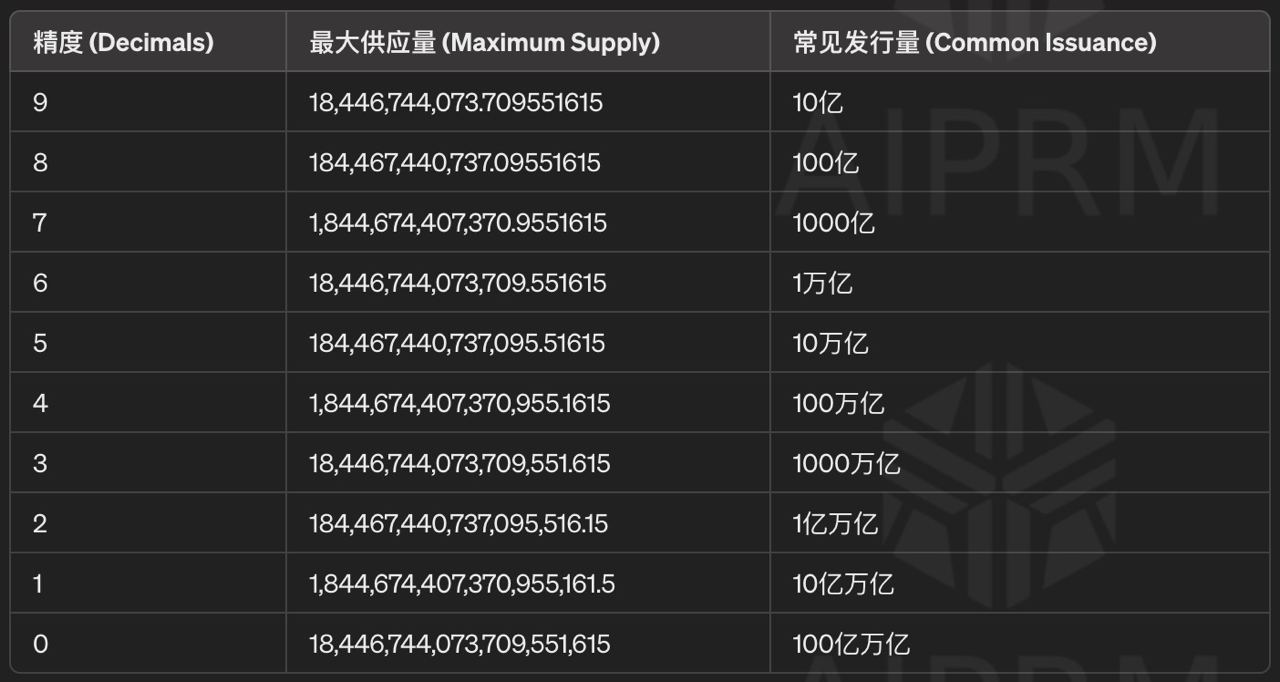 精度 (Decimals) 最大供应量 (Maximum Supply) 常见发行量 (Common Issuance)
9 18,446,744,073.709551615 10亿
8 184,467,440,737.09551615 100亿
7 1,844,674,407,370.9551615 1000亿
6 18,446,744,073,709.551615 1万亿
5 184,467,440,737,095.51615 10万亿
4 1,844,674,407,370,955.1615 100万亿
3 18,446,744,073,709,551.615 1000万亿
2 184,467,440,737,095,516.15 1亿万亿
1 1,844,674,407,370,955,161.5 10亿万亿
0 18,446,744,073,709,551,615 100亿万亿
AIPRM
AIPRM